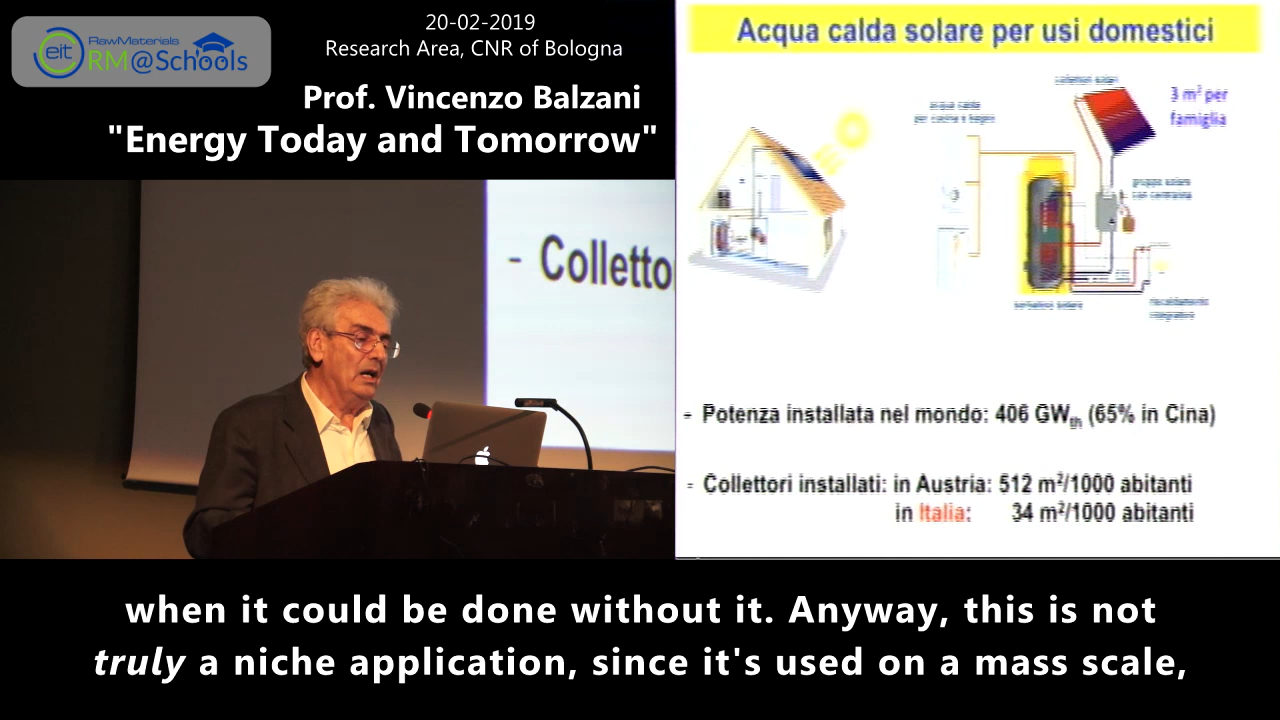 eit
RawMaterials
RM@Schools
20-02-2019
Research Area, CNR of Bologna
Prof. Vincenzo Balzani
"Energy Today and Tomorrow"
- Colletto
Acqua calda solare per usi domestici
3 m² per
famiglia
- Potenza installata nel mondo: 406 GWth (65% in Cina)
- Collettori installati: in Austria: 512 m²/1000 abitanti
in Italia: 34 m²/1000 abitanti
when it could be done without it. Anyway, this is not
truly a niche application, since it's used on a mass scale,